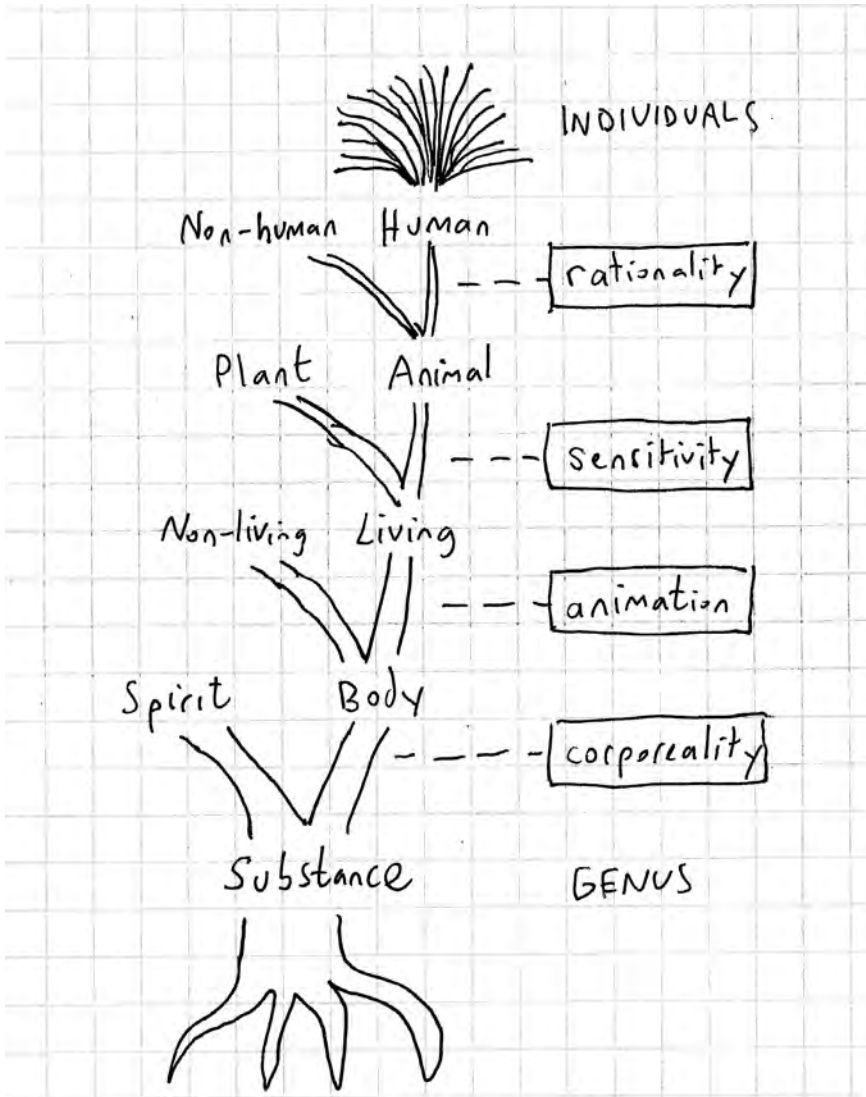 INDIVIDUALS
Non-human Human
rationality
Plant Animal
sensitivity
Non-living Living
animation
Spirit Body
corporeality
Substance GENUS